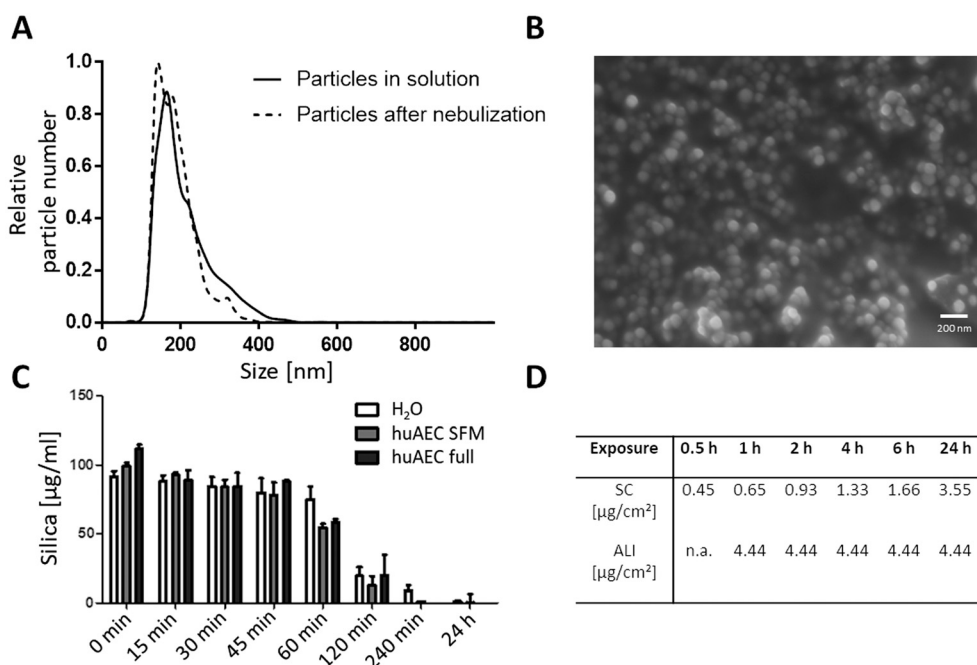 A
Relative
particle number
1.0
0.8
0.6
0.4
0.2
0.0
0
200
400
600
800
Size [nm]
Particles in solution
Particles after nebulization
B
200 nm
C
Silica [µg/ml]
150
100
50
0
H₂O
huAEC SFM
huAEC full
0 min
15 min
30 min
45 min
60 min
120 min
240 min
24 h
D
Exposure 0.5 h 1 h 2 h 4 h 6 h 24 h
SC 0.45 0.65 0.93 1.33 1.66 3.55
[µg/cm²]
ALI n.a. 4.44 4.44 4.44 4.44 4.44
[µg/cm²]